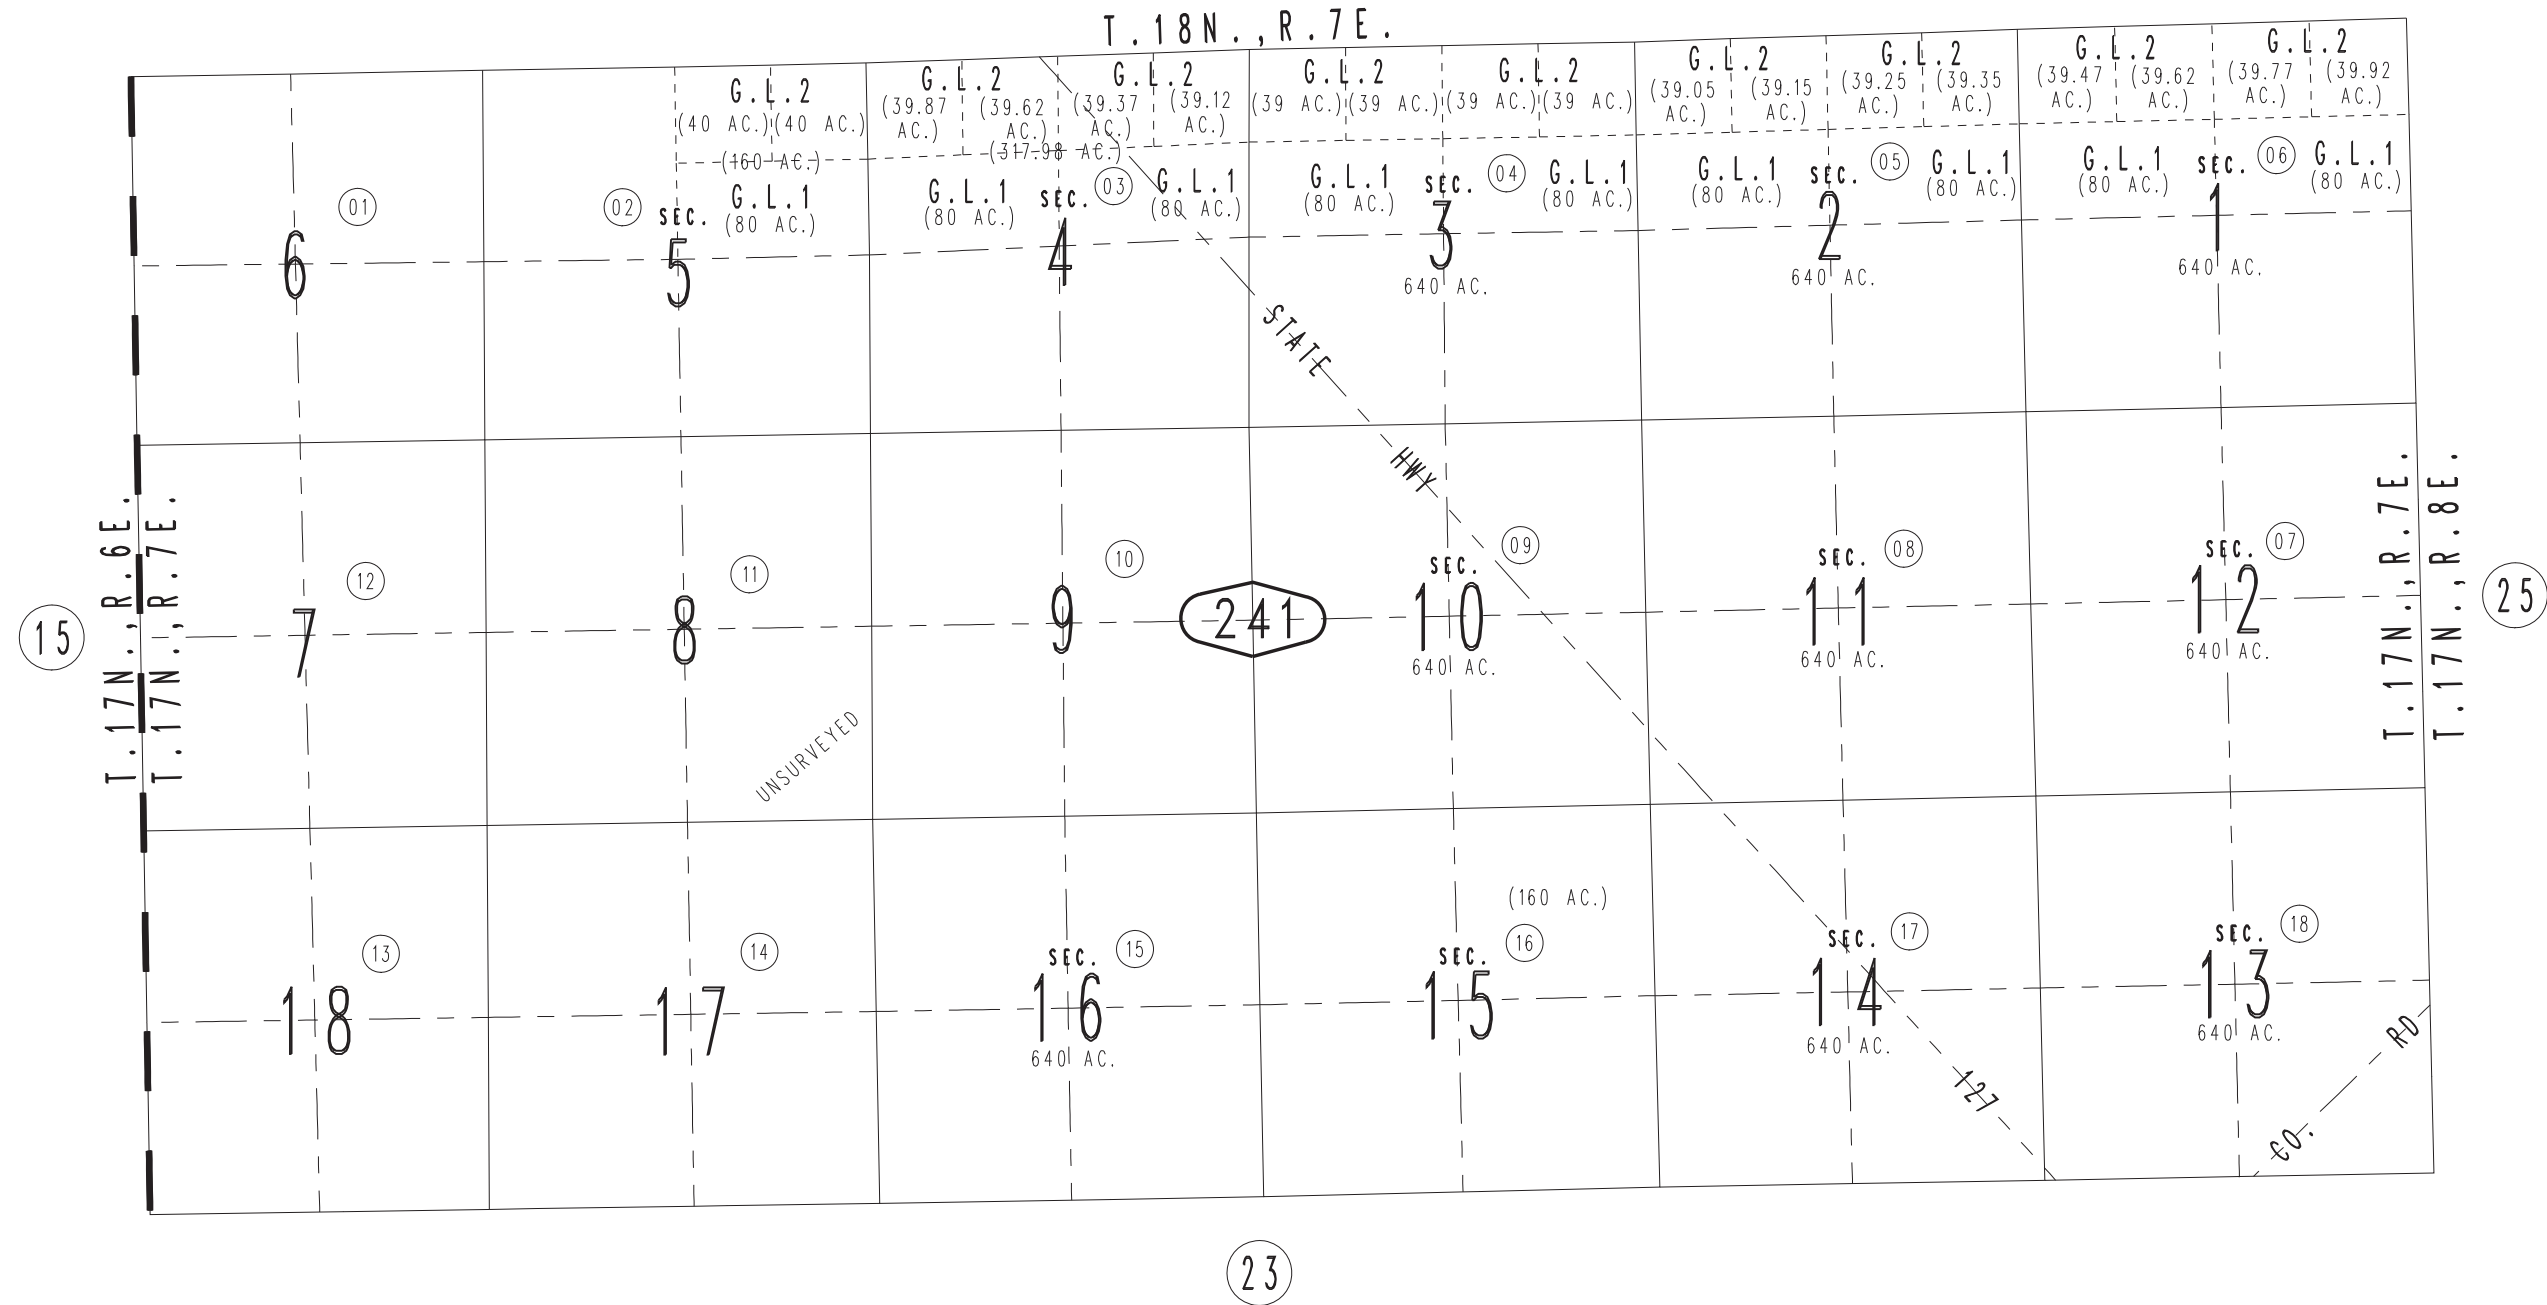 T.18N.,R.7E.
G.L.2
(40 AC.)
(40 AC.)
(160 AC.)
G.L.1
(80 AC.)
G.L.2
(39.87 AC.)
(39.62 AC.)
G.L.2
(39.37 AC.)
(39.12 AC.)
(317.98 AC.)
G.L.1
(80 AC.)
G.L.1
(80 AC.)
G.L.2
(39 AC.)
(39 AC.)
G.L.2
(39 AC.)
(39 AC.)
G.L.1
(80 AC.)
G.L.1
(80 AC.)
G.L.2
(39.05 AC.)
(39.15 AC.)
G.L.2
(39.25 AC.)
(39.35 AC.)
G.L.1
(80 AC.)
G.L.1
(80 AC.)
G.L.2
(39.47 AC.)
(39.62 AC.)
G.L.2
(39.77 AC.)
(39.92 AC.)
G.L.1
(80 AC.)
G.L.1
(80 AC.)
01
6
02
SEC.
5
03
SEC.
4
04
SEC.
3
640 AC.
05
SEC.
2
640 AC.
06
SEC.
1
640 AC.
STATE HWY 127
15
T.17N.,R.6E.
T.17N.,R.7E.
12
7
11
8
UNSURVEYED
10
9
241
09
SEC.
10
640 AC.
08
SEC.
11
640 AC.
07
SEC.
12
640 AC.
T.17N.,R.7E.
T.17N.,R.8E.
25
13
18
14
17
15
SEC.
16
640 AC.
(160 AC.)
16
SEC.
15
17
SEC.
14
640 AC.
18
SEC.
13
640 AC.
CO. RD
23